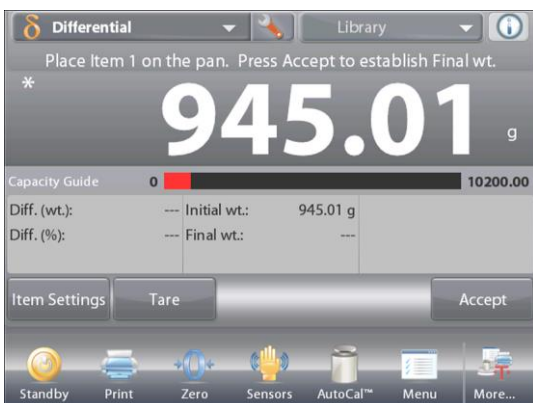 δ Differential Library i
Place Item 1 on the pan. Press Accept to establish Final wt.
*
945.01 g
Capacity Guide 0 10200.00
Diff. (wt.): --- Initial wt.: 945.01 g
Diff. (%): --- Final wt.: ---
Item Settings Tare Accept
Standby Print Zero Sensors AutoCal™ Menu More...